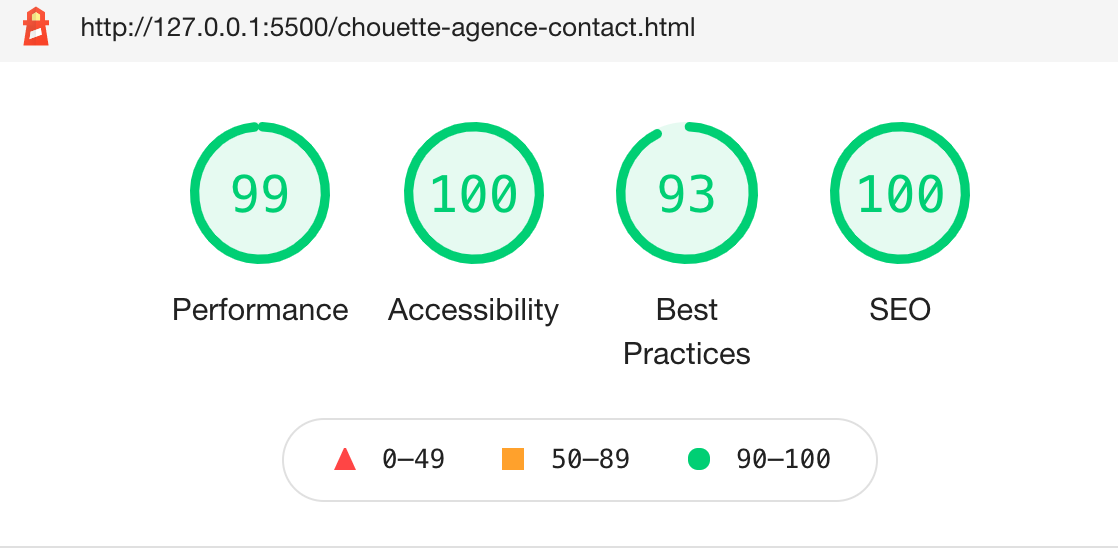 http://127.0.0.1:5500/chouette-agence-contact.html
99
100
93
100
Performance
Accessibility
Best
Practices
SEO
0–49
50–89
90–100